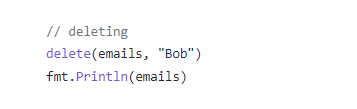 // deleting
delete(emails, "Bob")
fmt.Println(emails)